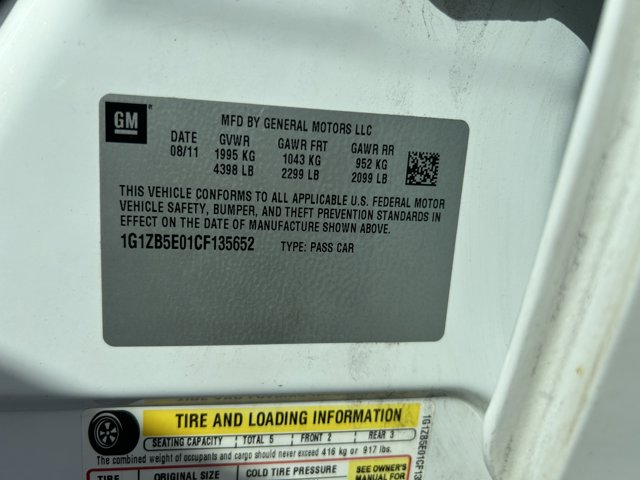 GM
MFD BY GENERAL MOTORS LLC
DATE GVWR GAWR FRT GAWR RR
08/11 1995 KG 1043 KG 952 KG
4398 LB 2299 LB 2099 LB
THIS VEHICLE CONFORMS TO ALL APPLICABLE U.S. FEDERAL MOTOR
VEHICLE SAFETY, BUMPER, AND THEFT PREVENTION STANDARDS IN
EFFECT ON THE DATE OF MANUFACTURE SHOWN ABOVE.
1G1ZB5E01CF135652 TYPE: PASS CAR
TIRE AND LOADING INFORMATION
SEATING CAPACITY TOTAL 5 FRONT 2 REAR 3
The combined weight of occupants and cargo should never exceed 416 kg or 917 lbs.
TIRE ORIGINAL SIZE COLD TIRE PRESSURE SEE OWNER'S
MANUAL FOR
1G1ZB5E01CF13